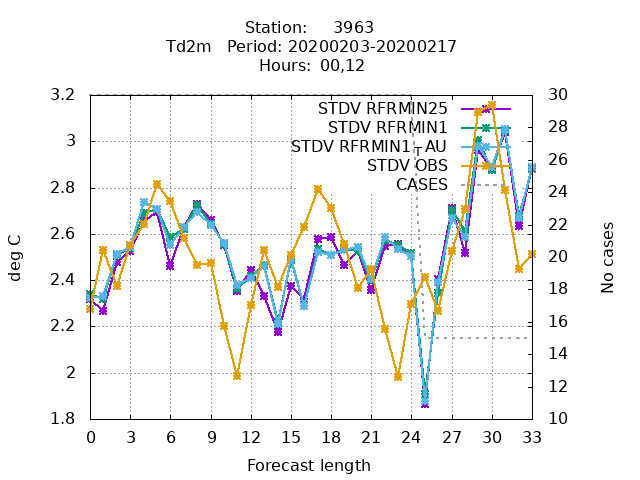 Station: 3963
Td2m Period: 20200203-20200217
Hours: 00,12
3.2
3
2.8
2.6
2.4
2.2
2
1.8
deg C
30
28
26
24
22
20
18
16
14
12
10
No cases
STDV RFRMIN25
STDV RFRMIN1
STDV RFRMIN1-AU
STDV OBS
CASES
0 3 6 9 12 15 18 21 24 27 30 33
Forecast length